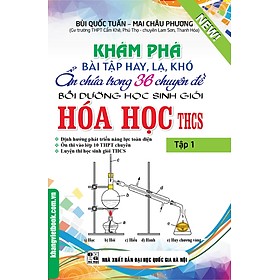 BÙI QUỐC TUẤN – MAI CHÂU PHƯƠNG
(Gv trường THPT Cẩm Khê, Phú Thọ - chuyên Lam Sơn, Thanh Hóa)
NEW!
KHÁM PHÁ
BÀI TẬP HAY, LẠ, KHÓ
Ẩn chứa trong 36 chuyên đề
BỒI DƯỠNG HỌC SINH GIỎI
HÓA HỌC THCS
Tập 1
Định hướng phát triển năng lực toàn diện
Ôn thi vào lớp 10 THPT chuyên
Luyện thi học sinh giỏi THCS
khangvietbook.com.vn
NHÀ XUẤT BẢN ĐẠI HỌC QUỐC GIA HÀ NỘI